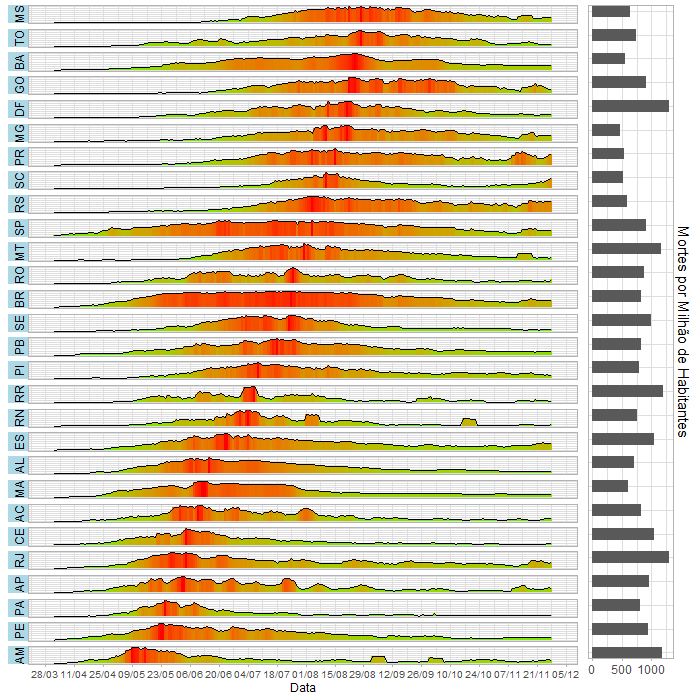 MS
TO
BA
GO
DF
MG
PR
SC
RS
SP
MT
RO
BR
SE
PB
PI
RR
RN
ES
AL
MA
AC
CE
RJ
AP
PA
PE
AM
28/03 11/04 25/04 09/05 23/05 06/06 20/06 04/07 18/07 01/08 15/08 29/08 12/09 26/09 10/10 24/10 07/11 21/11 05/12
Data
0 500 1000
Mortes por Milhão de Habitantes